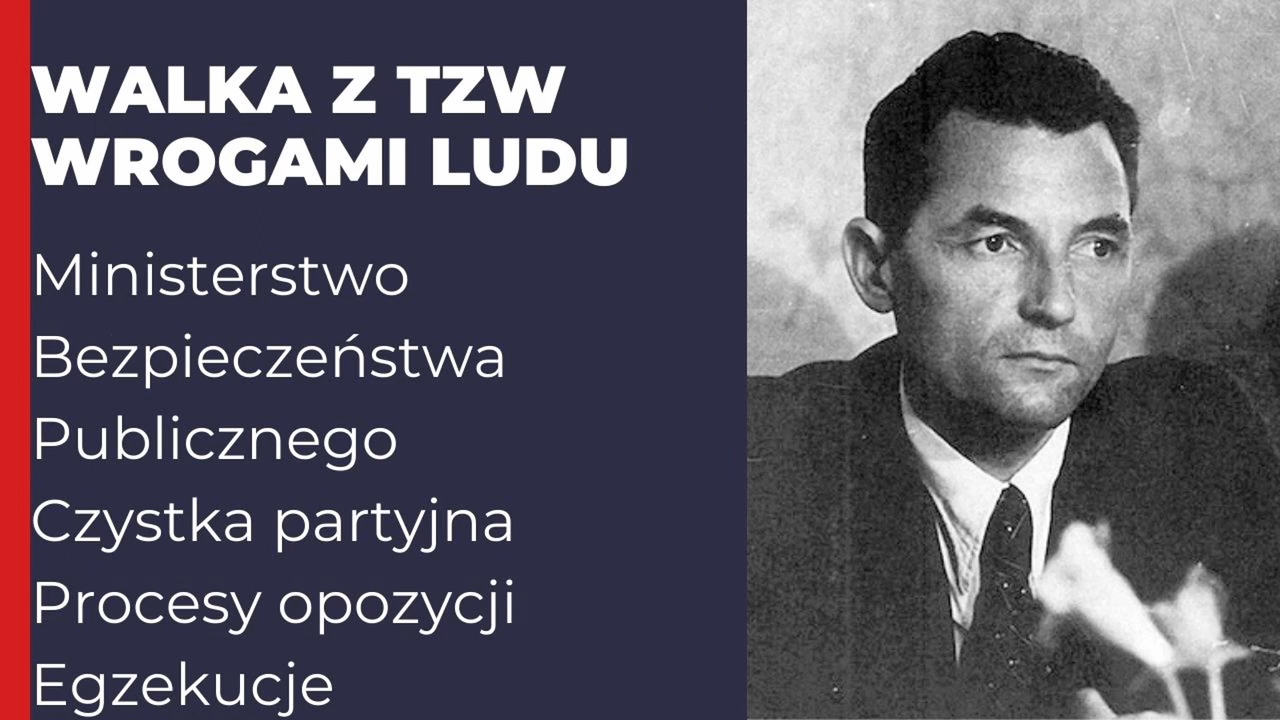 WALKA Z TZW
WROGAMI LUDU
Ministerstwo
Bezpieczeństwa
Publicznego
Czystka partyjna
Procesy opozycji
Egzekucje